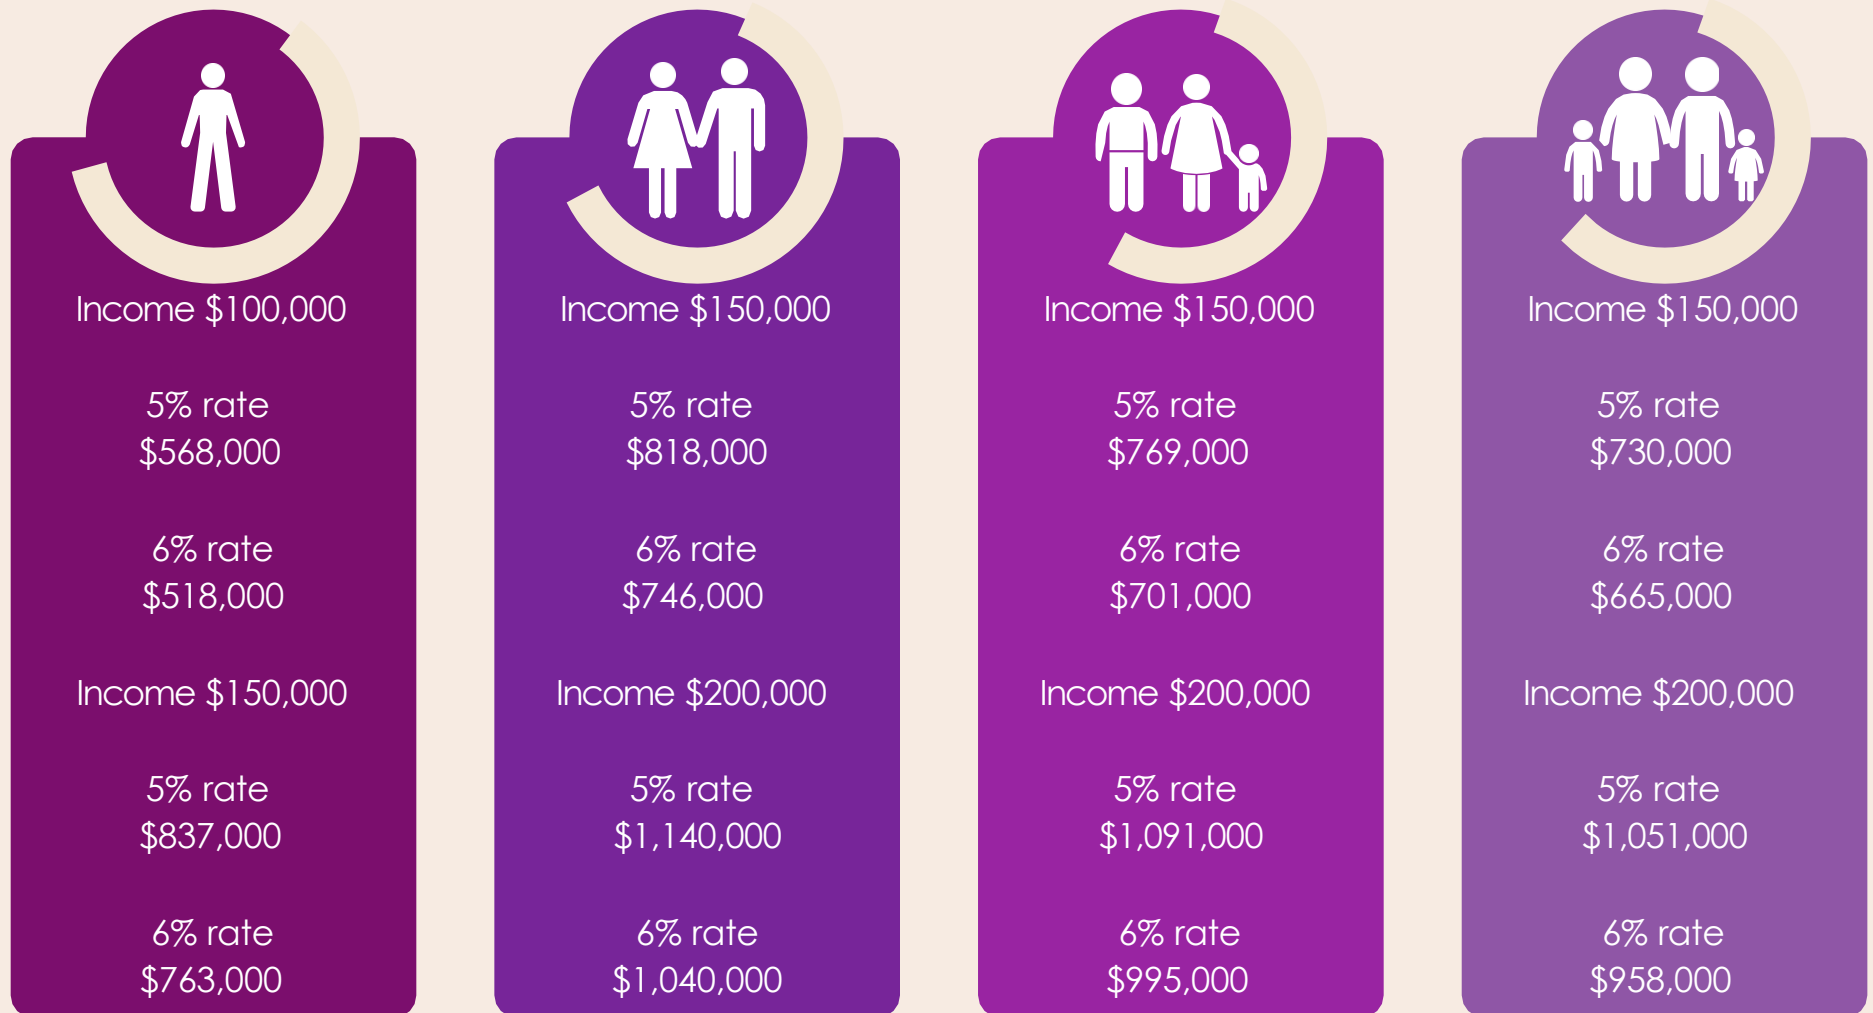 Income $100,000
5% rate
$568,000
6% rate
$518,000
Income $150,000
5% rate
$837,000
6% rate
$763,000
Income $150,000
5% rate
$818,000
6% rate
$746,000
Income $200,000
5% rate
$1,140,000
6% rate
$1,040,000
Income $150,000
5% rate
$769,000
6% rate
$701,000
Income $200,000
5% rate
$1,091,000
6% rate
$995,000
Income $150,000
5% rate
$730,000
6% rate
$665,000
Income $200,000
5% rate
$1,051,000
6% rate
$958,000